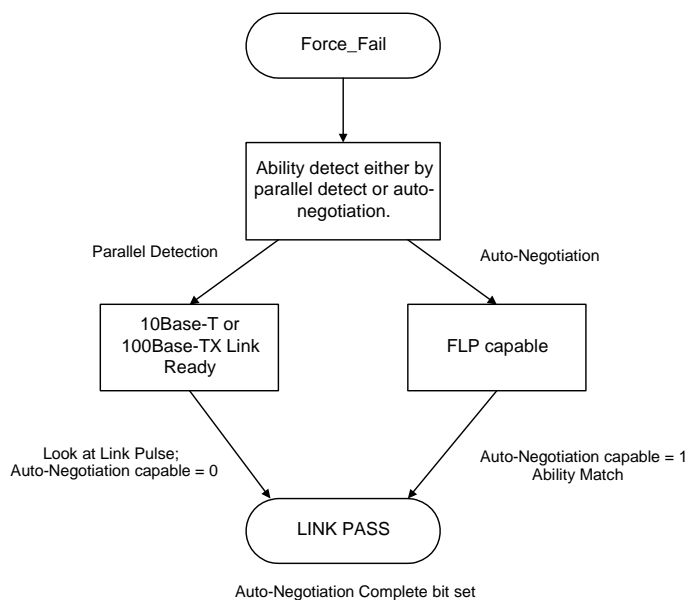 Force_Fail
Ability detect either by
parallel detect or auto-
negotiation.
Parallel Detection
Auto-Negotiation
10Base-T or
100Base-TX Link
Ready
FLP capable
Look at Link Pulse;
Auto-Negotiation capable = 0
Auto-Negotiation capable = 1
Ability Match
LINK PASS
Auto-Negotiation Complete bit set